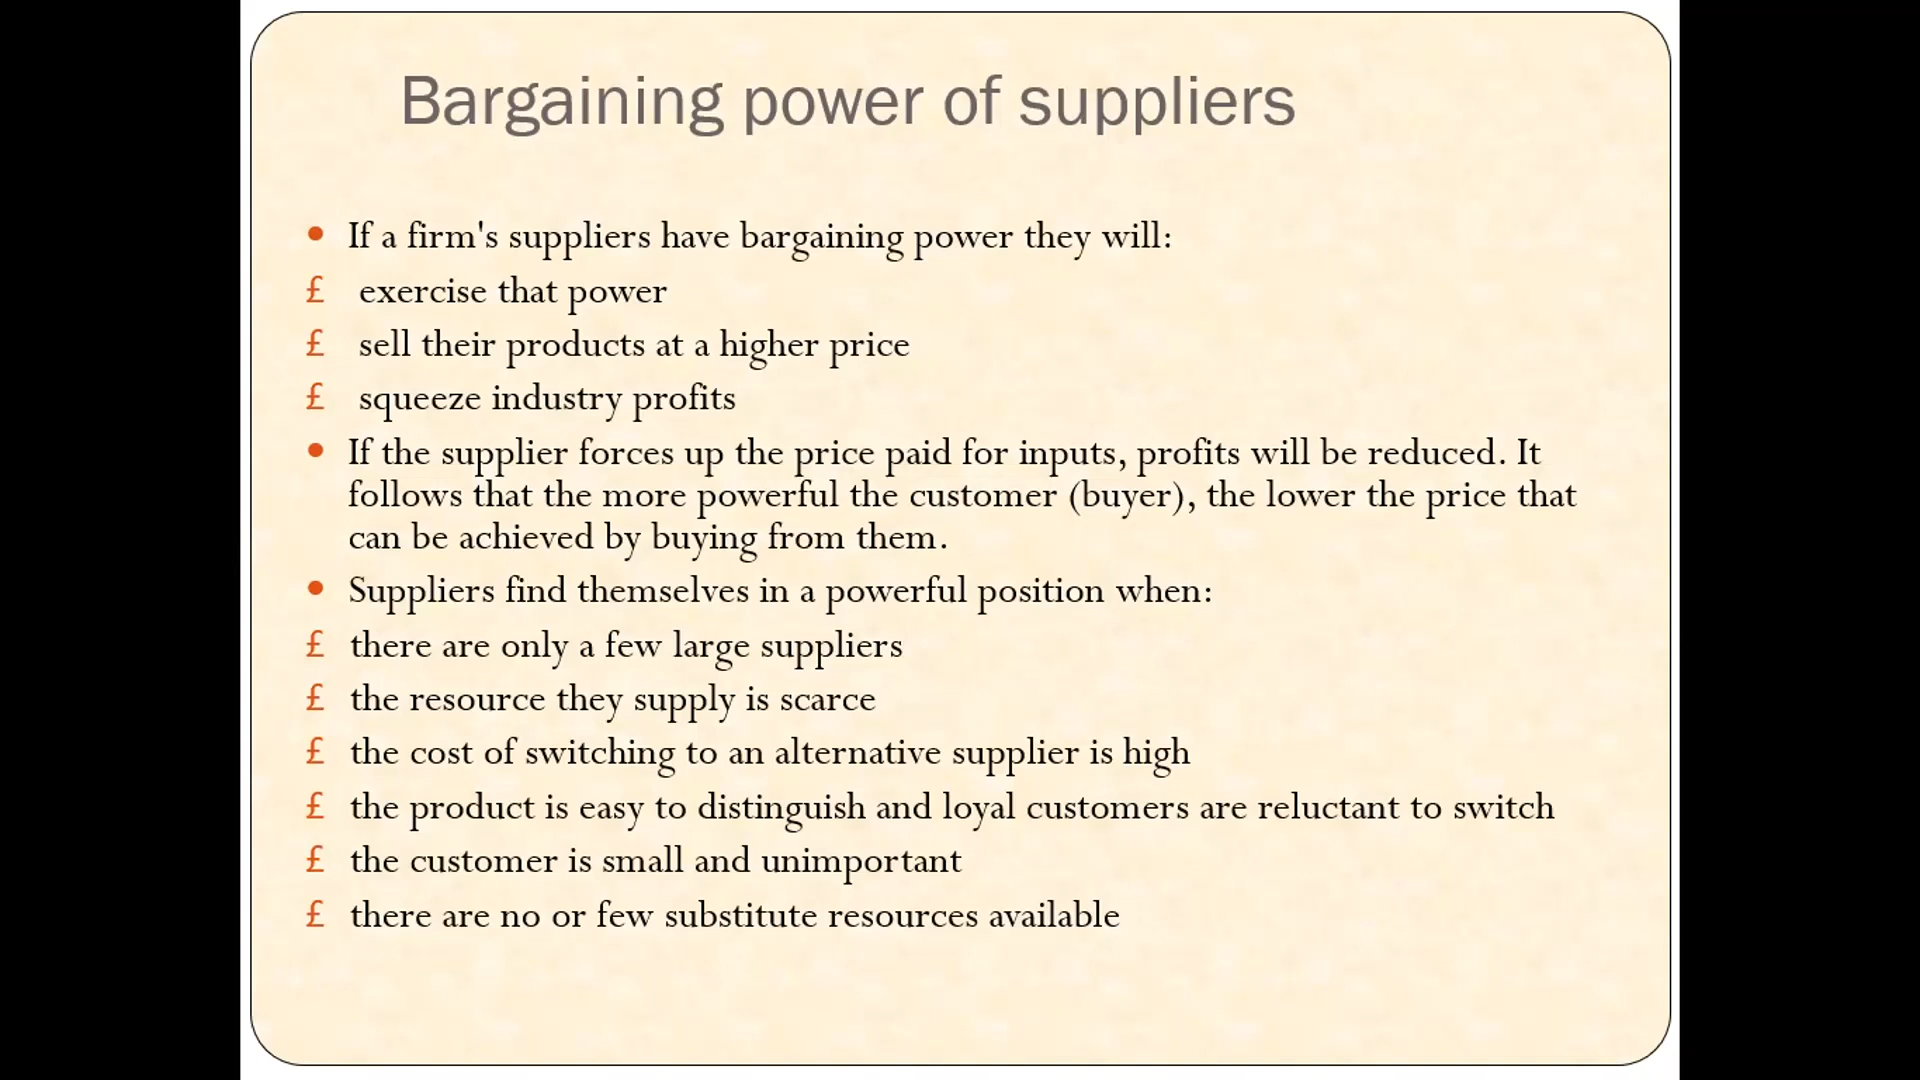 Bargaining power of suppliers
• If a firm's suppliers have bargaining power they will:
£ exercise that power
£ sell their products at a higher price
£ squeeze industry profits
• If the supplier forces up the price paid for inputs, profits will be reduced. It
follows that the more powerful the customer (buyer), the lower the price that
can be achieved by buying from them.
• Suppliers find themselves in a powerful position when:
£ there are only a few large suppliers
£ the resource they supply is scarce
£ the cost of switching to an alternative supplier is high
£ the product is easy to distinguish and loyal customers are reluctant to switch
£ the customer is small and unimportant
£ there are no or few substitute resources available